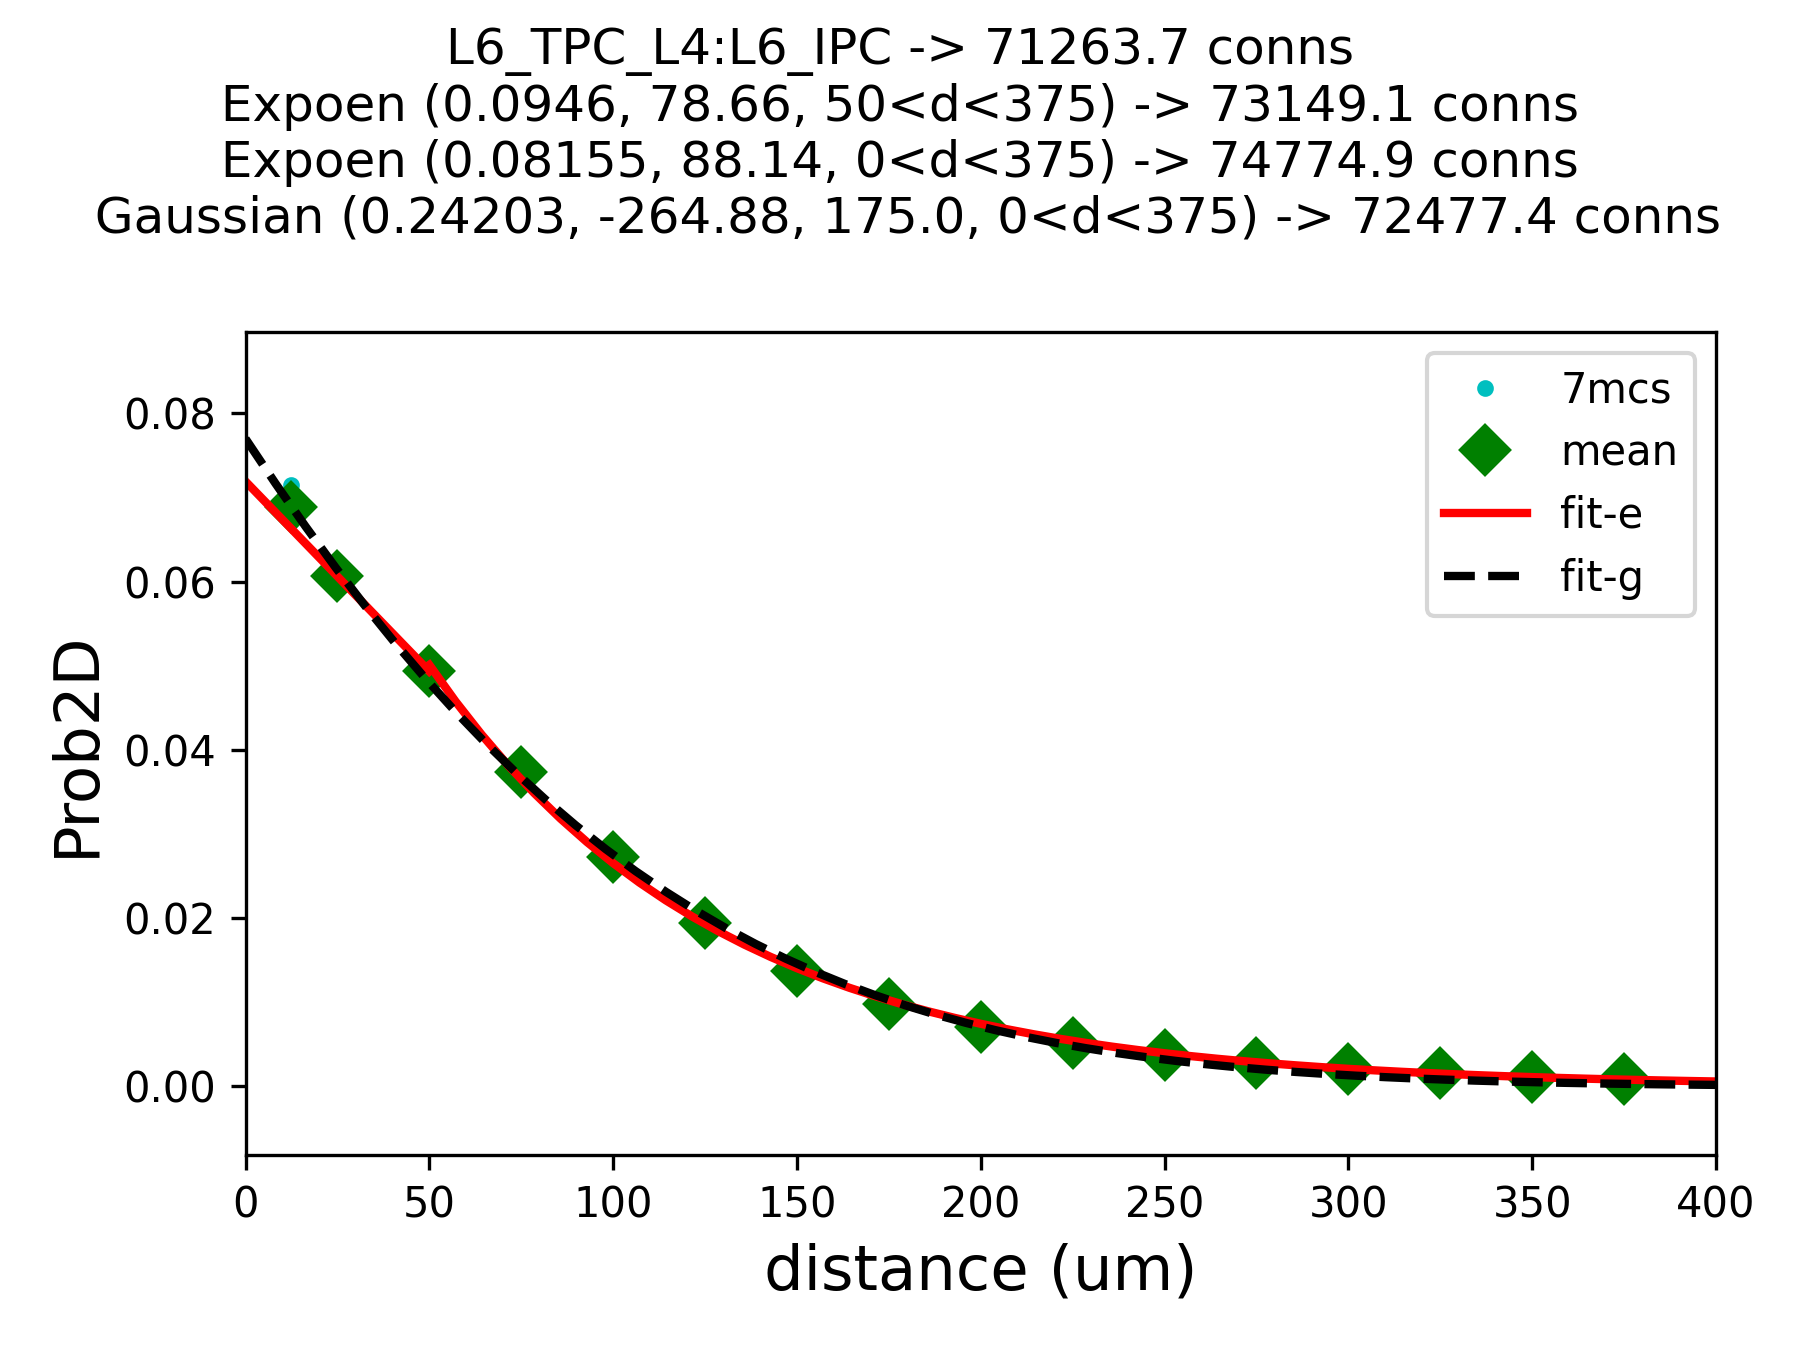 L6_TPC_L4:L6_IPC -> 71263.7 conns
Expoen (0.0946, 78.66, 50<d<375) -> 73149.1 conns
Expoen (0.08155, 88.14, 0<d<375) -> 74774.9 conns
Gaussian (0.24203, -264.88, 175.0, 0<d<375) -> 72477.4 conns
7mcs
mean
fit-e
fit-g
Prob2D
0.08
0.06
0.04
0.02
0.00
0 50 100 150 200 250 300 350 400
distance (um)